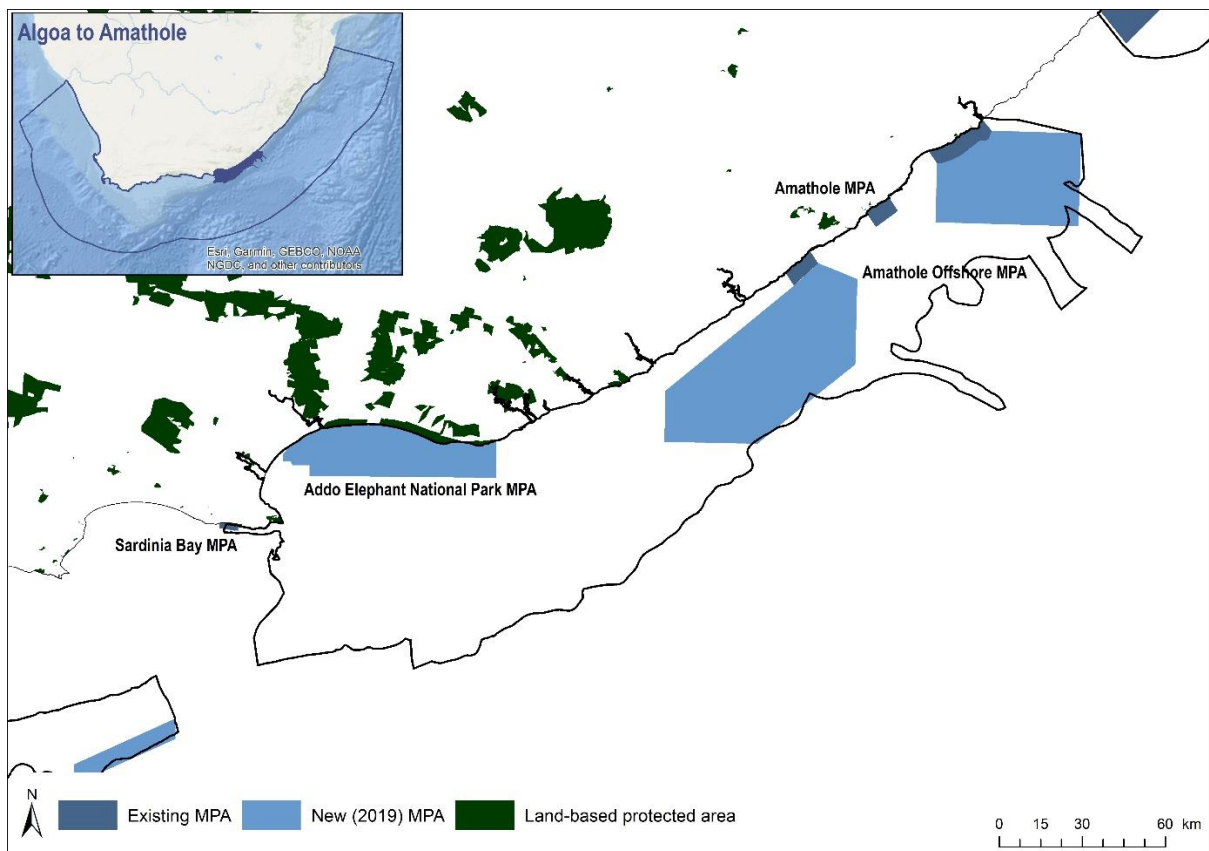 Algoa to Amathole
Esri, Garmin, GEBCO, NOAA
NGDC, and other contributors
Amathole MPA
Amathole Offshore MPA
Addo Elephant National Park MPA
Sardinia Bay MPA
N
Existing MPA
New (2019) MPA
Land-based protected area
0 15 30 60 km